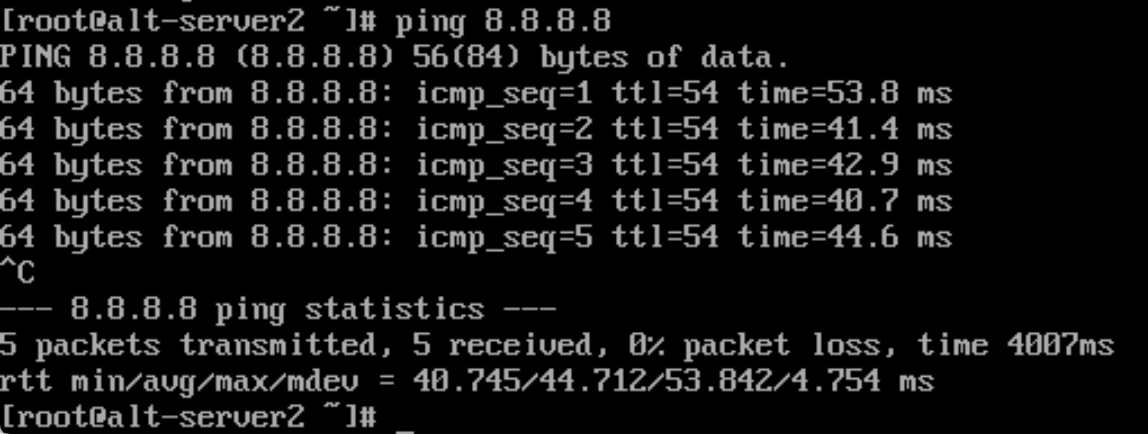 [root@alt-server2 ~]# ping 8.8.8.8
PING 8.8.8.8 (8.8.8.8) 56(84) bytes of data.
64 bytes from 8.8.8.8: icmp_seq=1 ttl=54 time=53.8 ms
64 bytes from 8.8.8.8: icmp_seq=2 ttl=54 time=41.4 ms
64 bytes from 8.8.8.8: icmp_seq=3 ttl=54 time=42.9 ms
64 bytes from 8.8.8.8: icmp_seq=4 ttl=54 time=40.7 ms
64 bytes from 8.8.8.8: icmp_seq=5 ttl=54 time=44.6 ms
^C
--- 8.8.8.8 ping statistics ---
5 packets transmitted, 5 received, 0% packet loss, time 4007ms
rtt min/avg/max/mdev = 40.745/44.712/53.842/4.754 ms
[root@alt-server2 ~]# _